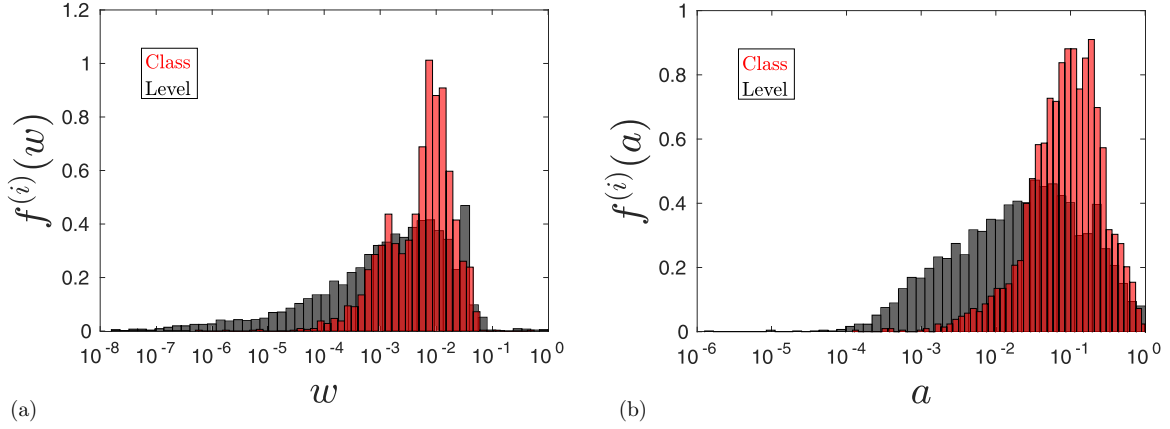 1.2
1
0.8
0.6
0.4
0.2
0
f^{(i)}(w)
Class
Level
10^{-8} 10^{-7} 10^{-6} 10^{-5} 10^{-4} 10^{-3} 10^{-2} 10^{-1} 10^{0}
w
(a)
1
0.8
0.6
0.4
0.2
0
f^{(i)}(a)
Class
Level
10^{-6} 10^{-5} 10^{-4} 10^{-3} 10^{-2} 10^{-1} 10^{0}
a
(b)